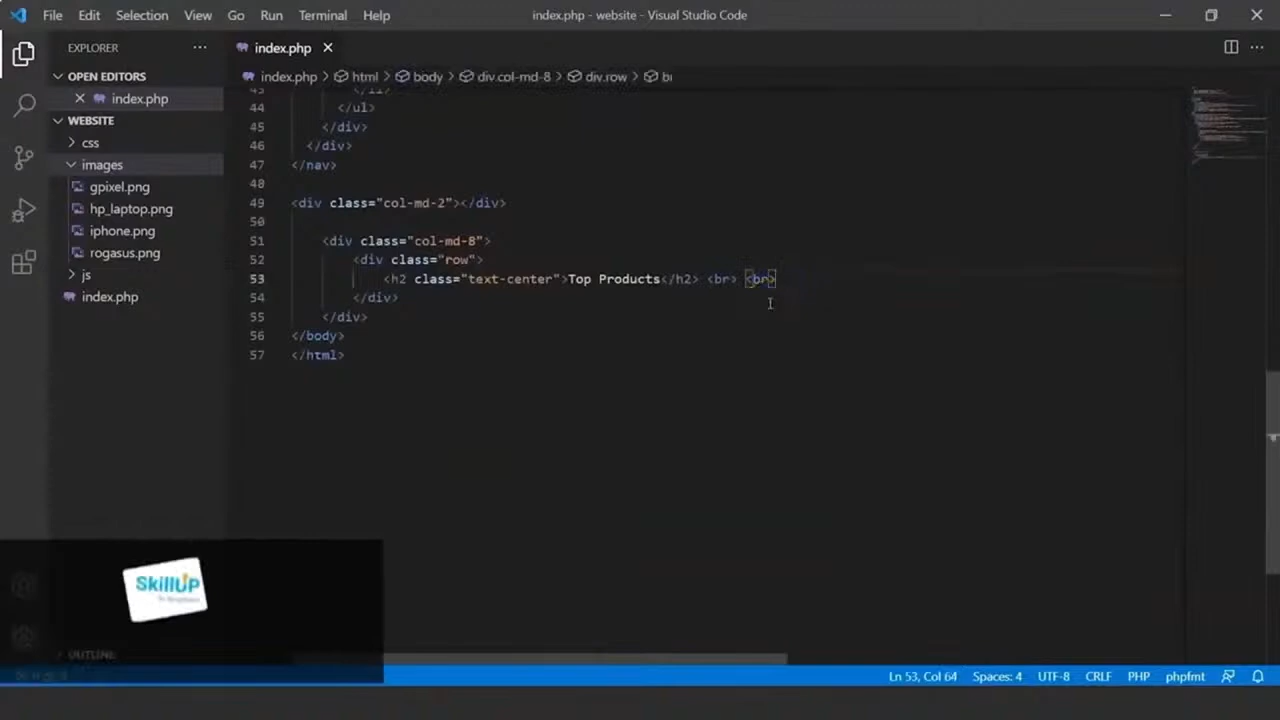 File Edit Selection View Go Run Terminal Help index.php - website - Visual Studio Code
EXPLORER
index.php
OPEN EDITORS
index.php
WEBSITE
css
images
gpixel.png
hp_laptop.png
iphone.png
rogasus.png
js
index.php
OUTLINE
index.php > html > body > div.col-md-8 > div.row > br
43 </li>
44 </ul>
45 </div>
46 </div>
47 </nav>
48
49 <div class="col-md-2"></div>
50
51 <div class="col-md-8">
52 <div class="row">
53 <h2 class="text-center">Top Products</h2> <br> <br>
54 </div>
55 </div>
56 </body>
57 </html>
SkillUP
Ln 53, Col 64 Spaces: 4 UTF-8 CRLF PHP phpfmt